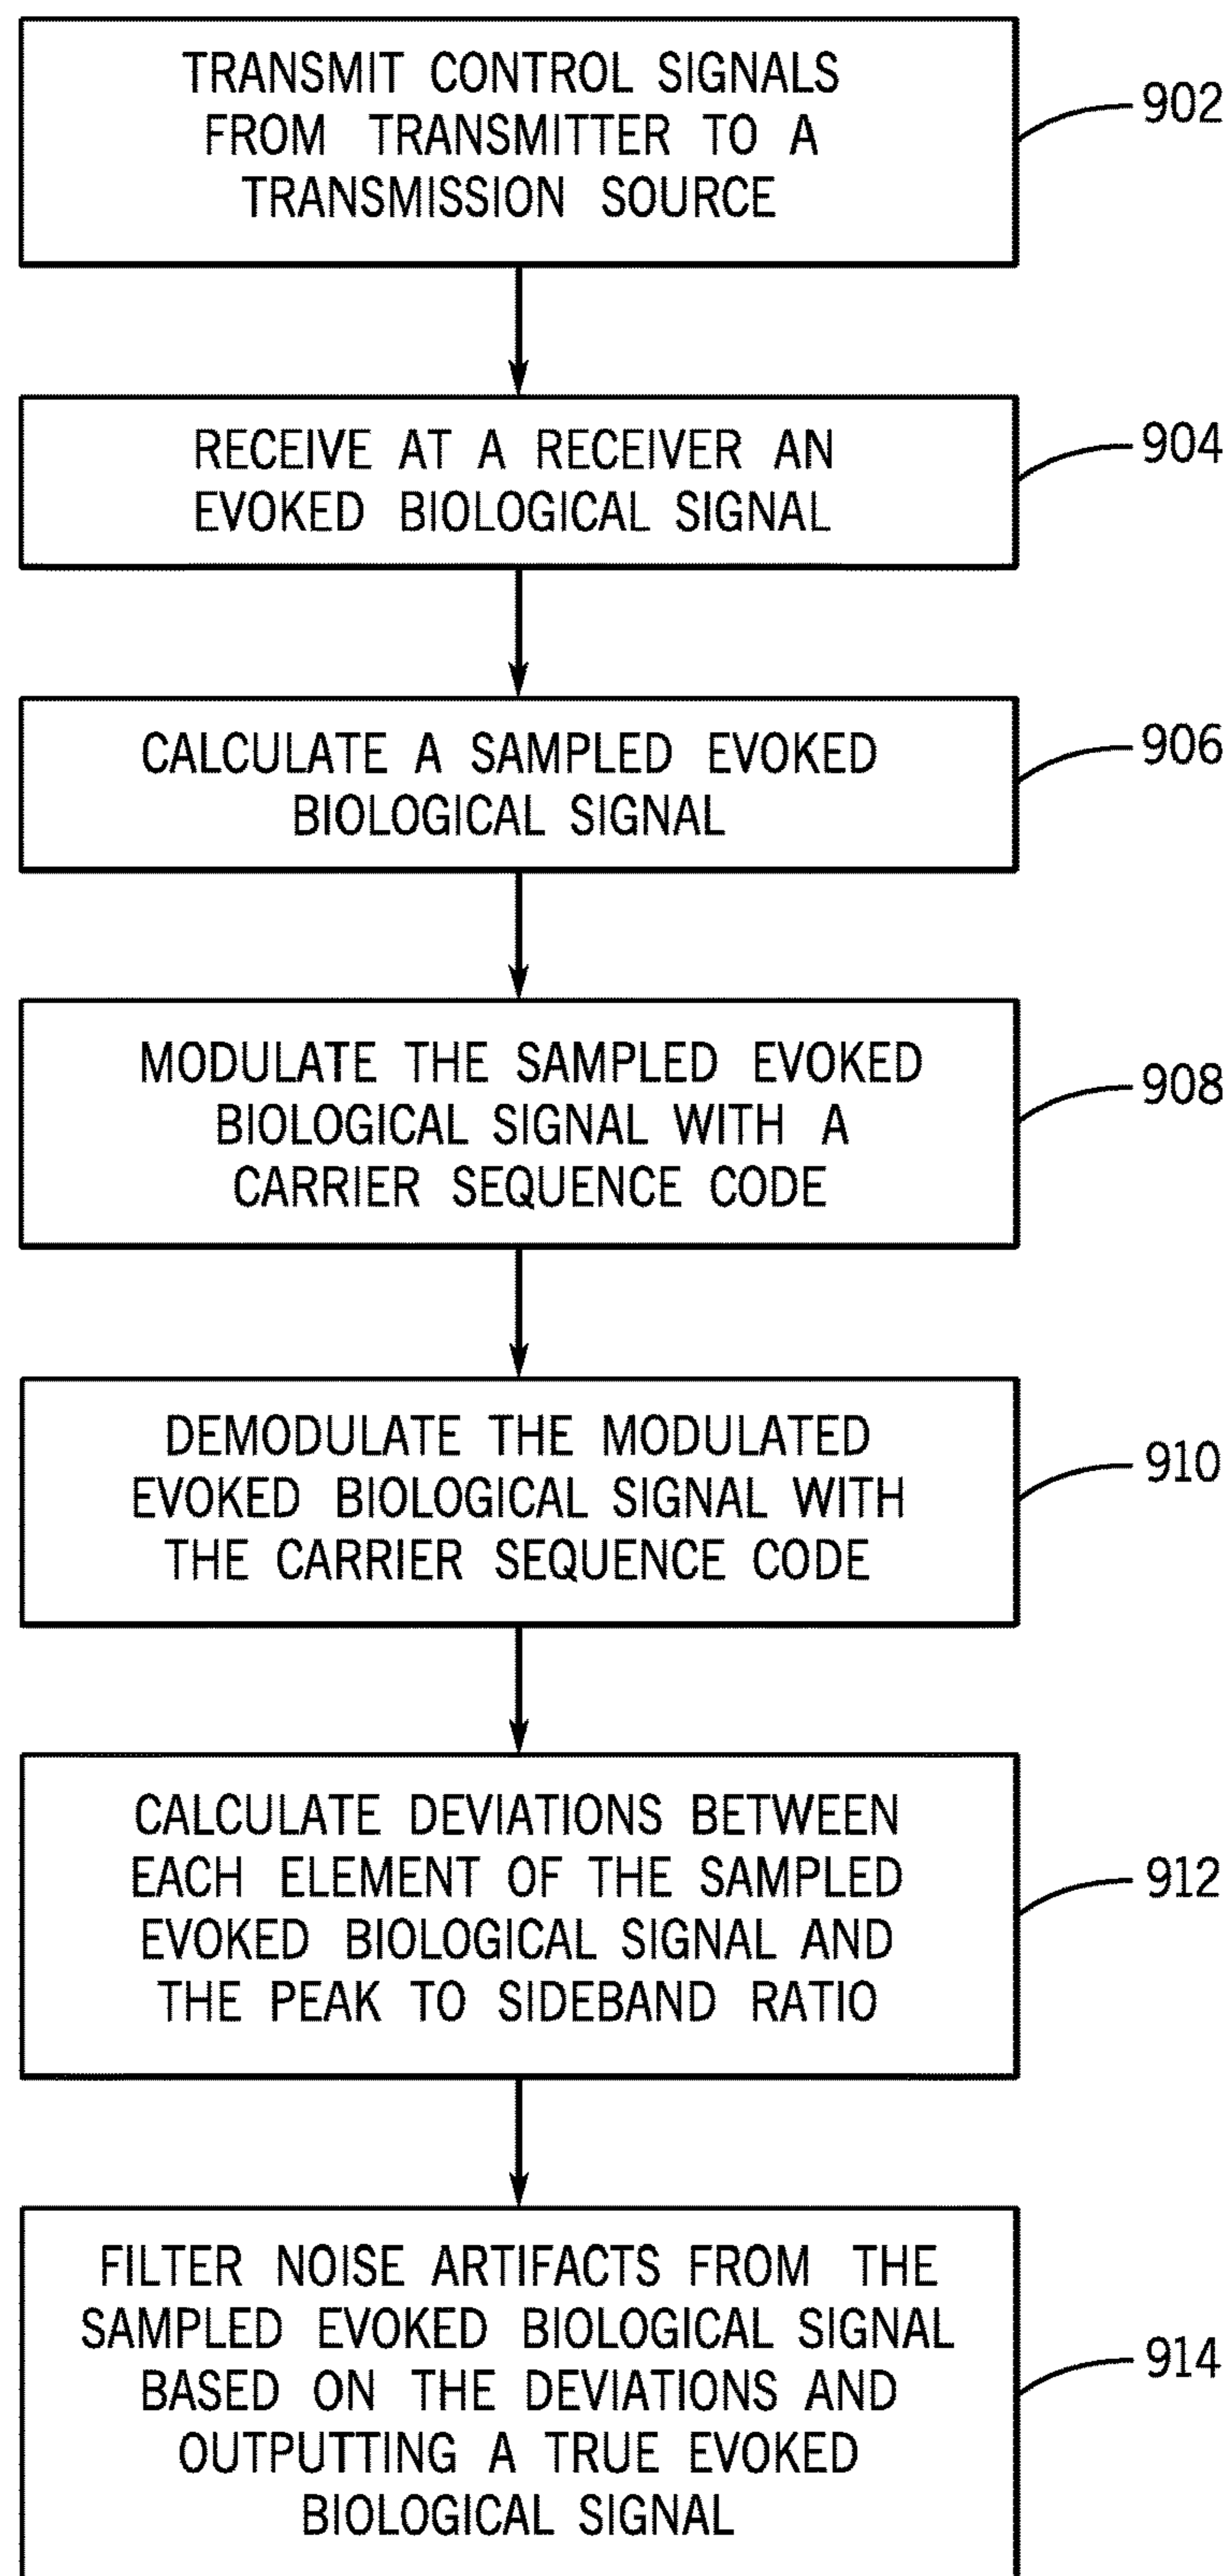 TRANSMIT CONTROL SIGNALS
FROM TRANSMITTER TO A
TRANSMISSION SOURCE
902
RECEIVE AT A RECEIVER AN
EVOKED BIOLOGICAL SIGNAL
904
CALCULATE A SAMPLED EVOKED
BIOLOGICAL SIGNAL
906
MODULATE THE SAMPLED EVOKED
BIOLOGICAL SIGNAL WITH A
CARRIER SEQUENCE CODE
908
DEMODULATE THE MODULATED
EVOKED BIOLOGICAL SIGNAL WITH
THE CARRIER SEQUENCE CODE
910
CALCULATE DEVIATIONS BETWEEN
EACH ELEMENT OF THE SAMPLED
EVOKED BIOLOGICAL SIGNAL AND
THE PEAK TO SIDEBAND RATIO
912
FILTER NOISE ARTIFACTS FROM THE
SAMPLED EVOKED BIOLOGICAL SIGNAL
BASED ON THE DEVIATIONS AND
OUTPUTTING A TRUE EVOKED
BIOLOGICAL SIGNAL
914